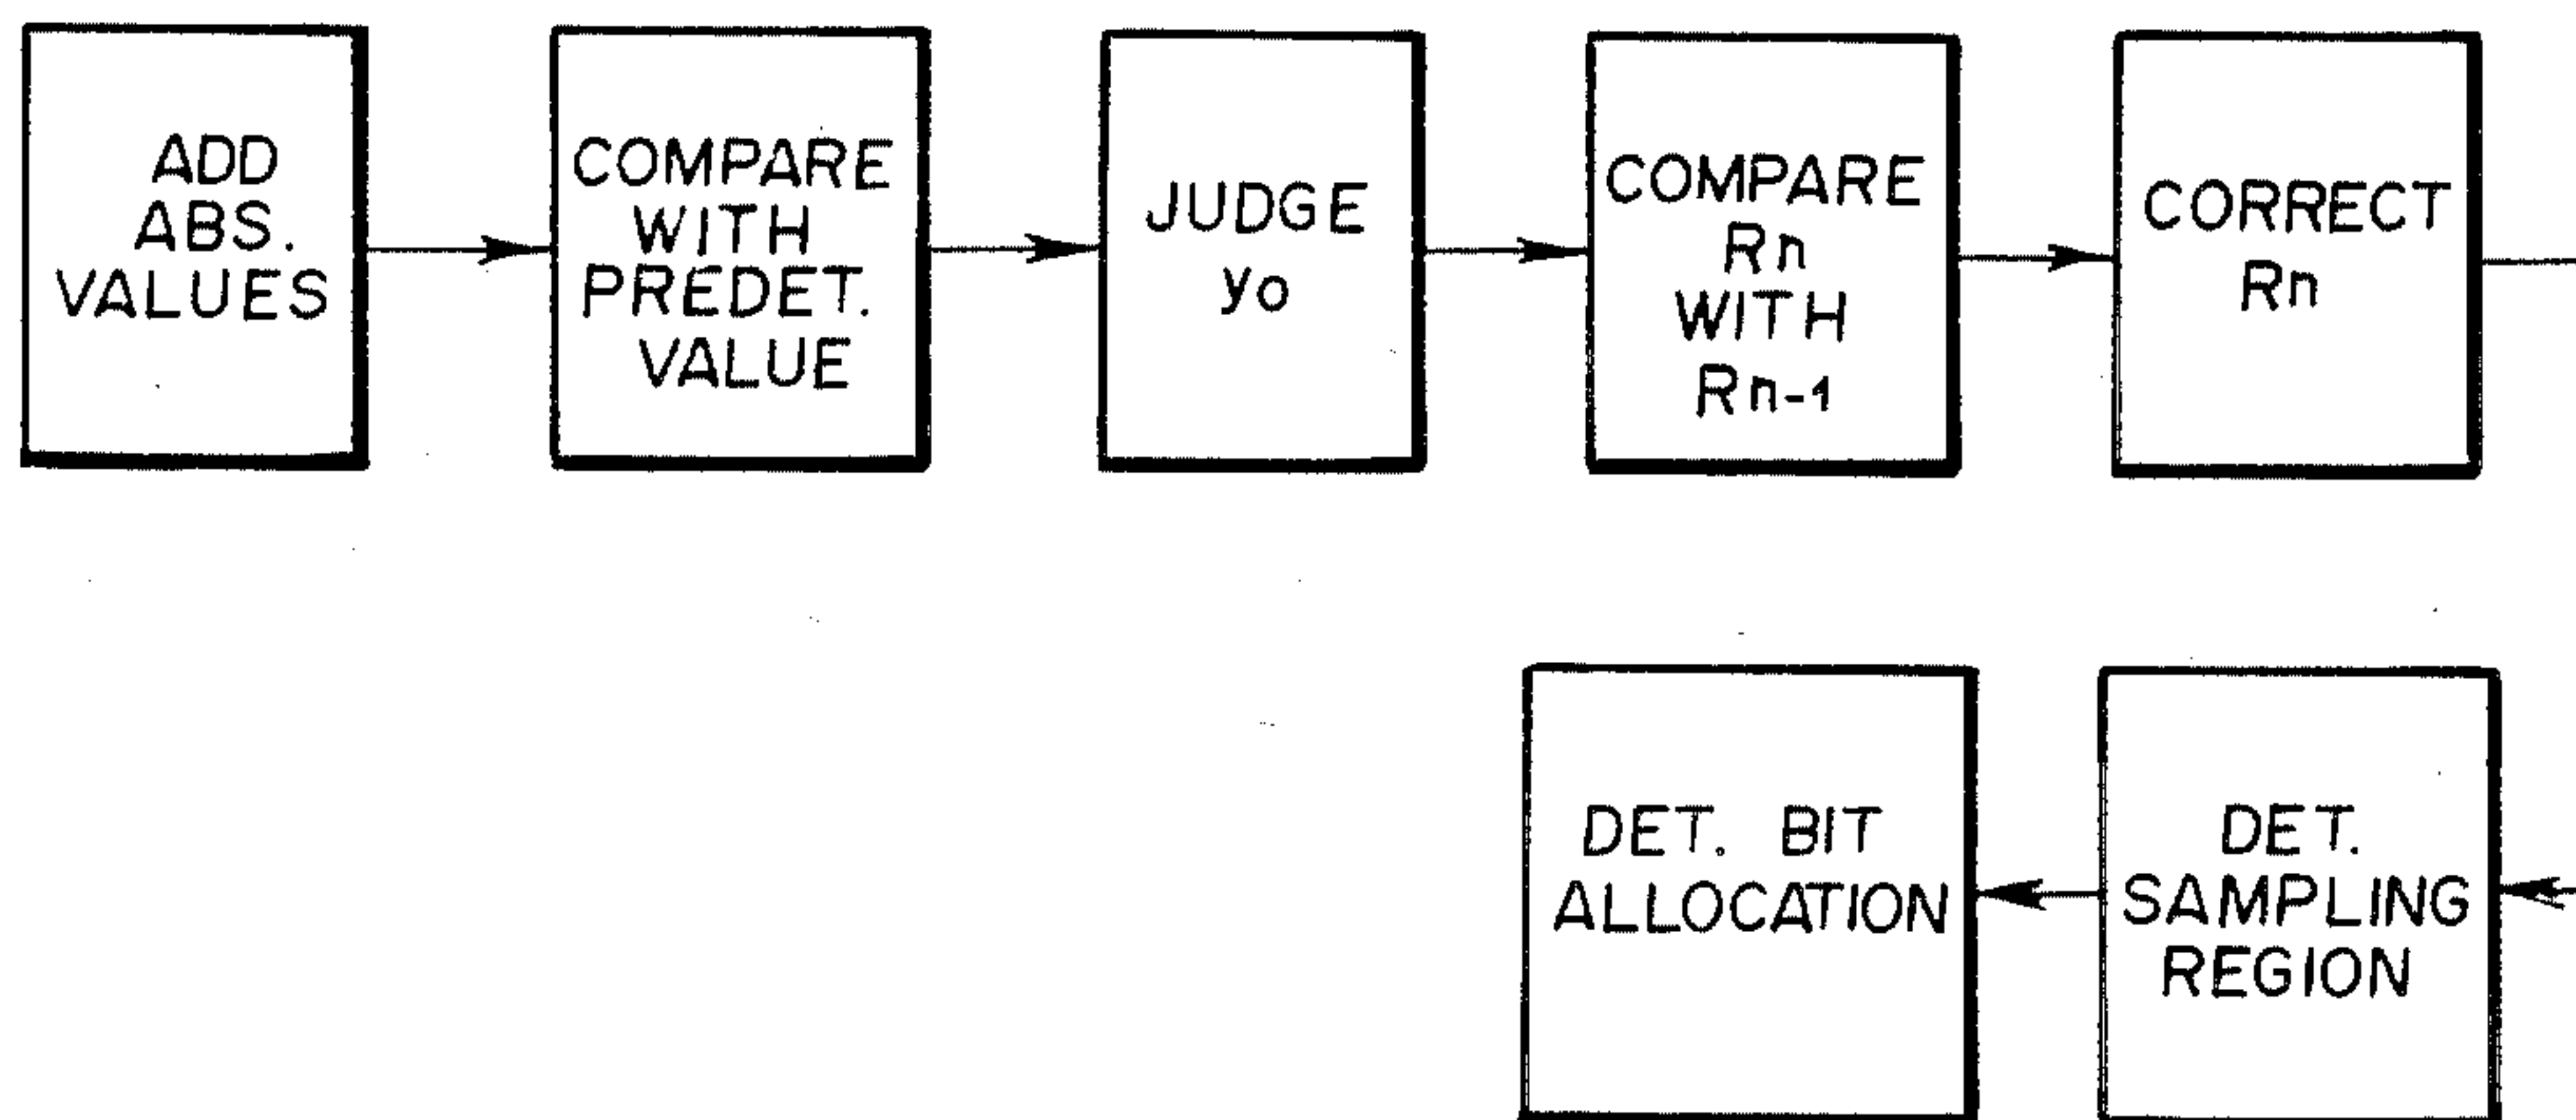 ADD
ABS.
VALUES
COMPARE
WITH
PREDET.
VALUE
JUDGE
yo
COMPARE
Rn
WITH
Rn-1
CORRECT
Rn
DET.
SAMPLING
REGION
DET. BIT
ALLOCATION